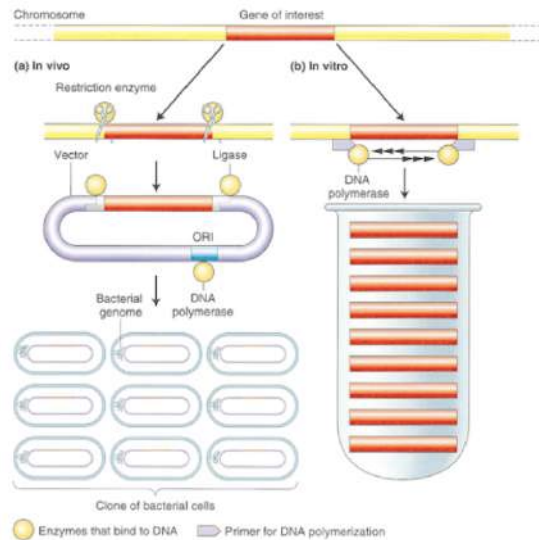 Chromosome
Gene of interest
(a) In vivo
(b) In vitro
Restriction enzyme
Vector
Ligase
DNA
polymerase
ORI
Bacterial
genome
DNA
polymerase
Clone of bacterial cells
Enzymes that bind to DNA
Primer for DNA polymerization